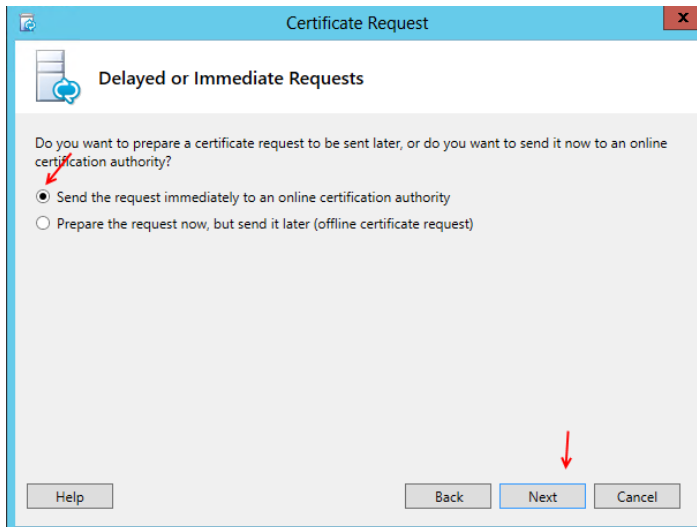 Certificate Request
x
Delayed or Immediate Requests
Do you want to prepare a certificate request to be sent later, or do you want to send it now to an online
certification authority?
Send the request immediately to an online certification authority
Prepare the request now, but send it later (offline certificate request)
Help
Back
Next
Cancel